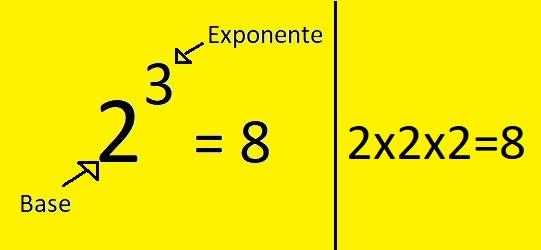 Exponente
2³ = 8
Base
2x2x2=8